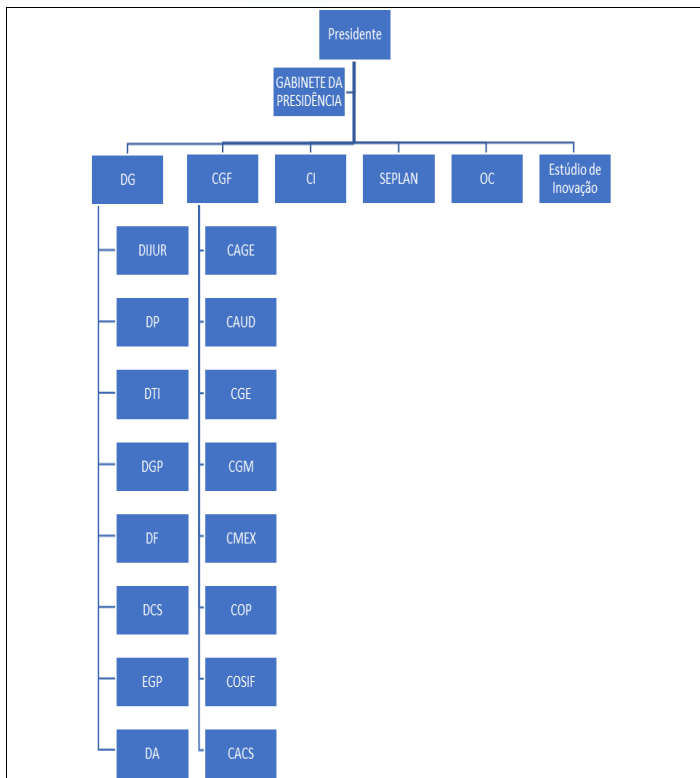 Presidente
GABINETE DA
PRESIDÊNCIA
DG
CGF
CI
SEPLAN
OC
Estúdio de
Inovação
DIJUR
CAGE
DP
CAUD
DTI
CGE
DGP
CGM
DF
CMEX
DCS
COP
EGP
COSIF
DA
CACS